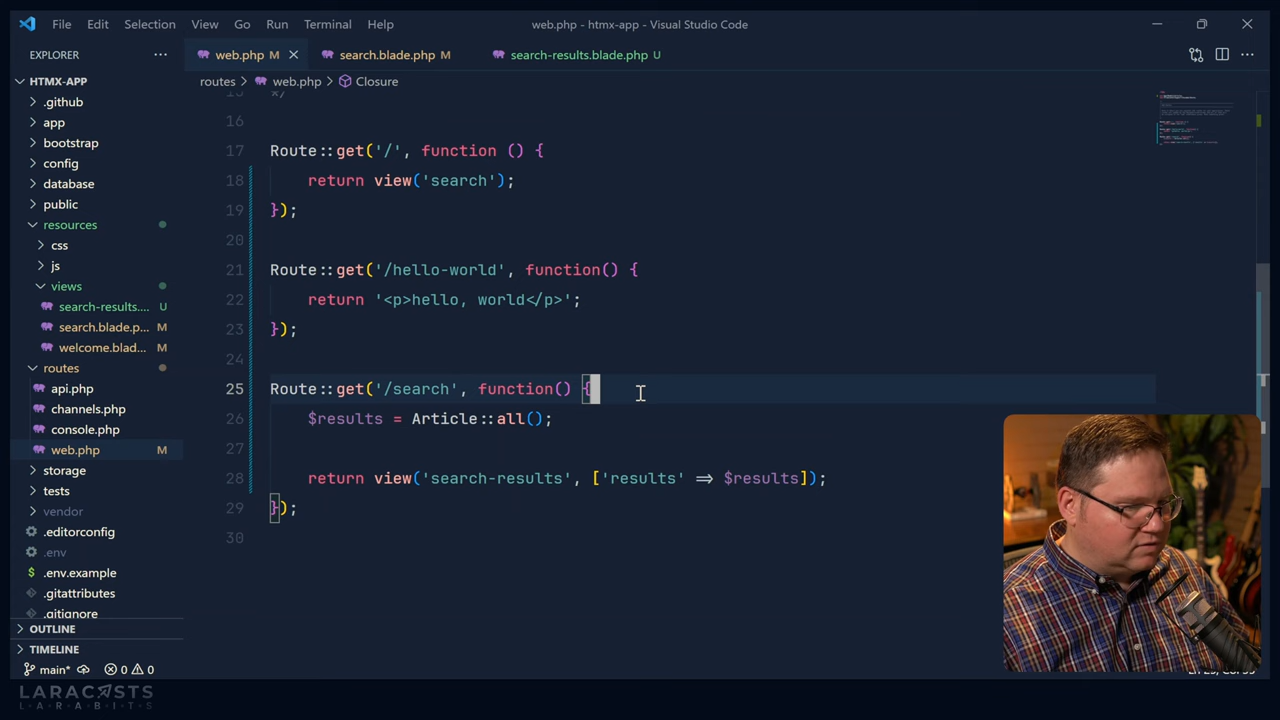 File Edit Selection View Go Run Terminal Help web.php - htmx-app - Visual Studio Code
EXPLORER
web.php M
search.blade.php M
search-results.blade.php U
HTMX-APP
routes > web.php > Closure
.github
app
bootstrap
config
database
public
resources
css
js
views
search-results.... U
search.blade.p... M
welcome.blad... M
routes
api.php
channels.php
console.php
web.php M
storage
tests
vendor
.editorconfig
.env
.env.example
.gitattributes
.gitignore
OUTLINE
TIMELINE
main* 0 0
15 */
16
17 Route::get('/', function () {
18 return view('search');
19 });
20
21 Route::get('/hello-world', function() {
22 return '<p>hello, world</p>';
23 });
24
25 Route::get('/search', function() {
26 $results = Article::all();
27
28 return view('search-results', ['results' => $results]);
29 });
30
LARACASTS
LARABITS